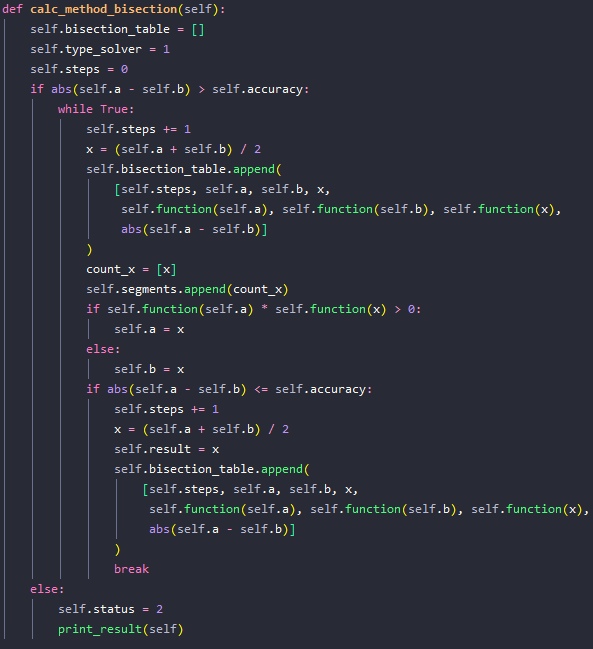 def calc_method_bisection(self):
    self.bisection_table = []
    self.type_solver = 1
    self.steps = 0
    if abs(self.a - self.b) > self.accuracy:
        while True:
            self.steps += 1
            x = (self.a + self.b) / 2
            self.bisection_table.append(
                [self.steps, self.a, self.b, x,
                 self.function(self.a), self.function(self.b), self.function(x),
                 abs(self.a - self.b)]
            )
            count_x = [x]
            self.segments.append(count_x)
            if self.function(self.a) * self.function(x) > 0:
                self.a = x
            else:
                self.b = x
            if abs(self.a - self.b) <= self.accuracy:
                self.steps += 1
                x = (self.a + self.b) / 2
                self.result = x
                self.bisection_table.append(
                    [self.steps, self.a, self.b, x,
                     self.function(self.a), self.function(self.b), self.function(x),
                     abs(self.a - self.b)]
                )
                break
    else:
        self.status = 2
        print_result(self)